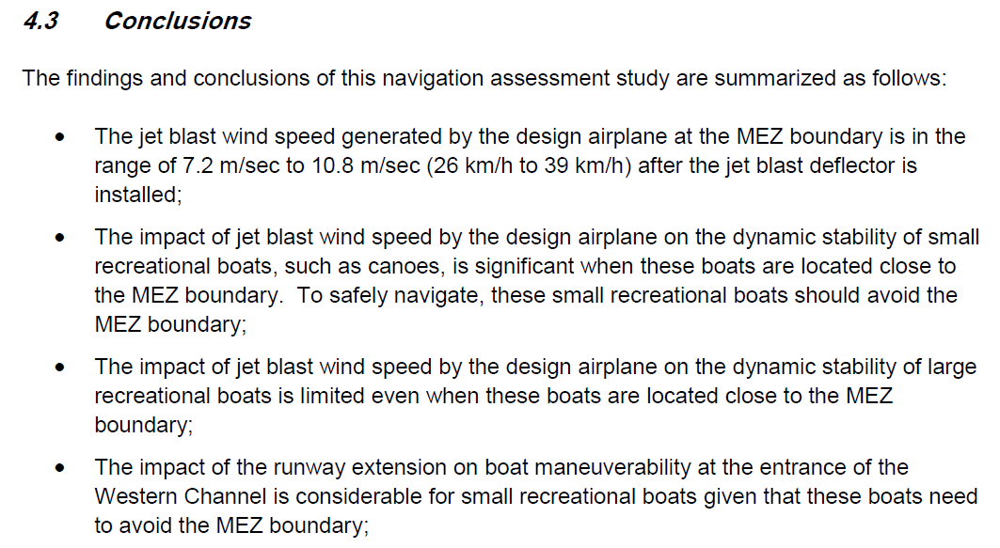 4.3 Conclusions
The findings and conclusions of this navigation assessment study are summarized as follows:
• The jet blast wind speed generated by the design airplane at the MEZ boundary is in the
range of 7.2 m/sec to 10.8 m/sec (26 km/h to 39 km/h) after the jet blast deflector is
installed;
• The impact of jet blast wind speed by the design airplane on the dynamic stability of small
recreational boats, such as canoes, is significant when these boats are located close to
the MEZ boundary.  To safely navigate, these small recreational boats should avoid the
MEZ boundary;
• The impact of jet blast wind speed by the design airplane on the dynamic stability of large
recreational boats is limited even when these boats are located close to the MEZ
boundary;
• The impact of the runway extension on boat maneuverability at the entrance of the
Western Channel is considerable for small recreational boats given that these boats need
to avoid the MEZ boundary;